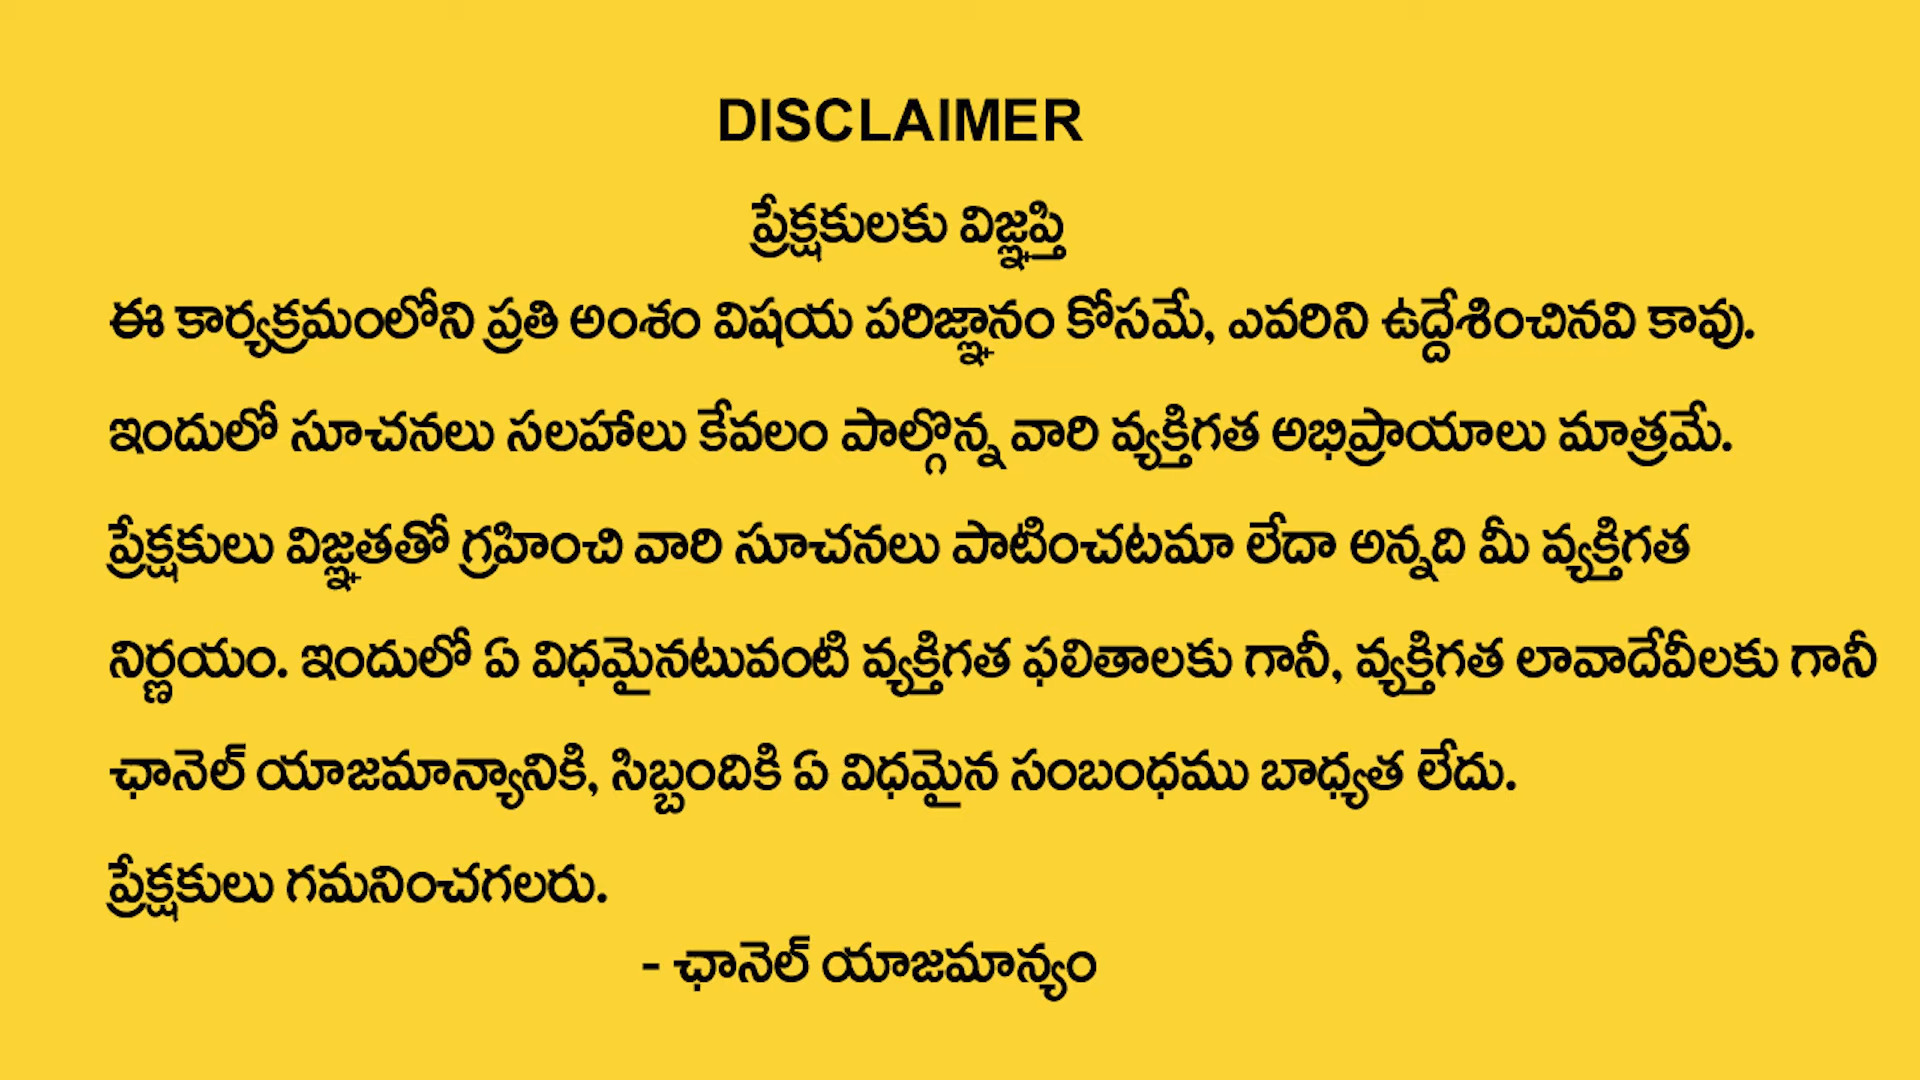 DISCLAIMER
ప్రేక్షకులకు విజ్ఞప్తి
ఈ కార్యక్రమంలోని ప్రతి అంశం విషయ పరిజ్ఞానం కోసమే, ఎవరిని ఉద్దేశించినవి కావు.
ఇందులో సూచనలు సలహాలు కేవలం పాల్గొన్న వారి వ్యక్తిగత అభిప్రాయాలు మాత్రమే.
ప్రేక్షకులు విజ్ఞతతో గ్రహించి వారి సూచనలు పాటించటమా లేదా అన్నది మీ వ్యక్తిగత
నిర్ణయం. ఇందులో ఏ విధమైనటువంటి వ్యక్తిగత ఫలితాలకు గానీ, వ్యక్తిగత లావాదేవీలకు గానీ
ఛానెల్ యాజమాన్యానికి, సిబ్బందికి ఏ విధమైన సంబంధము బాధ్యత లేదు.
ప్రేక్షకులు గమనించగలరు.
- ఛానెల్ యాజమాన్యం